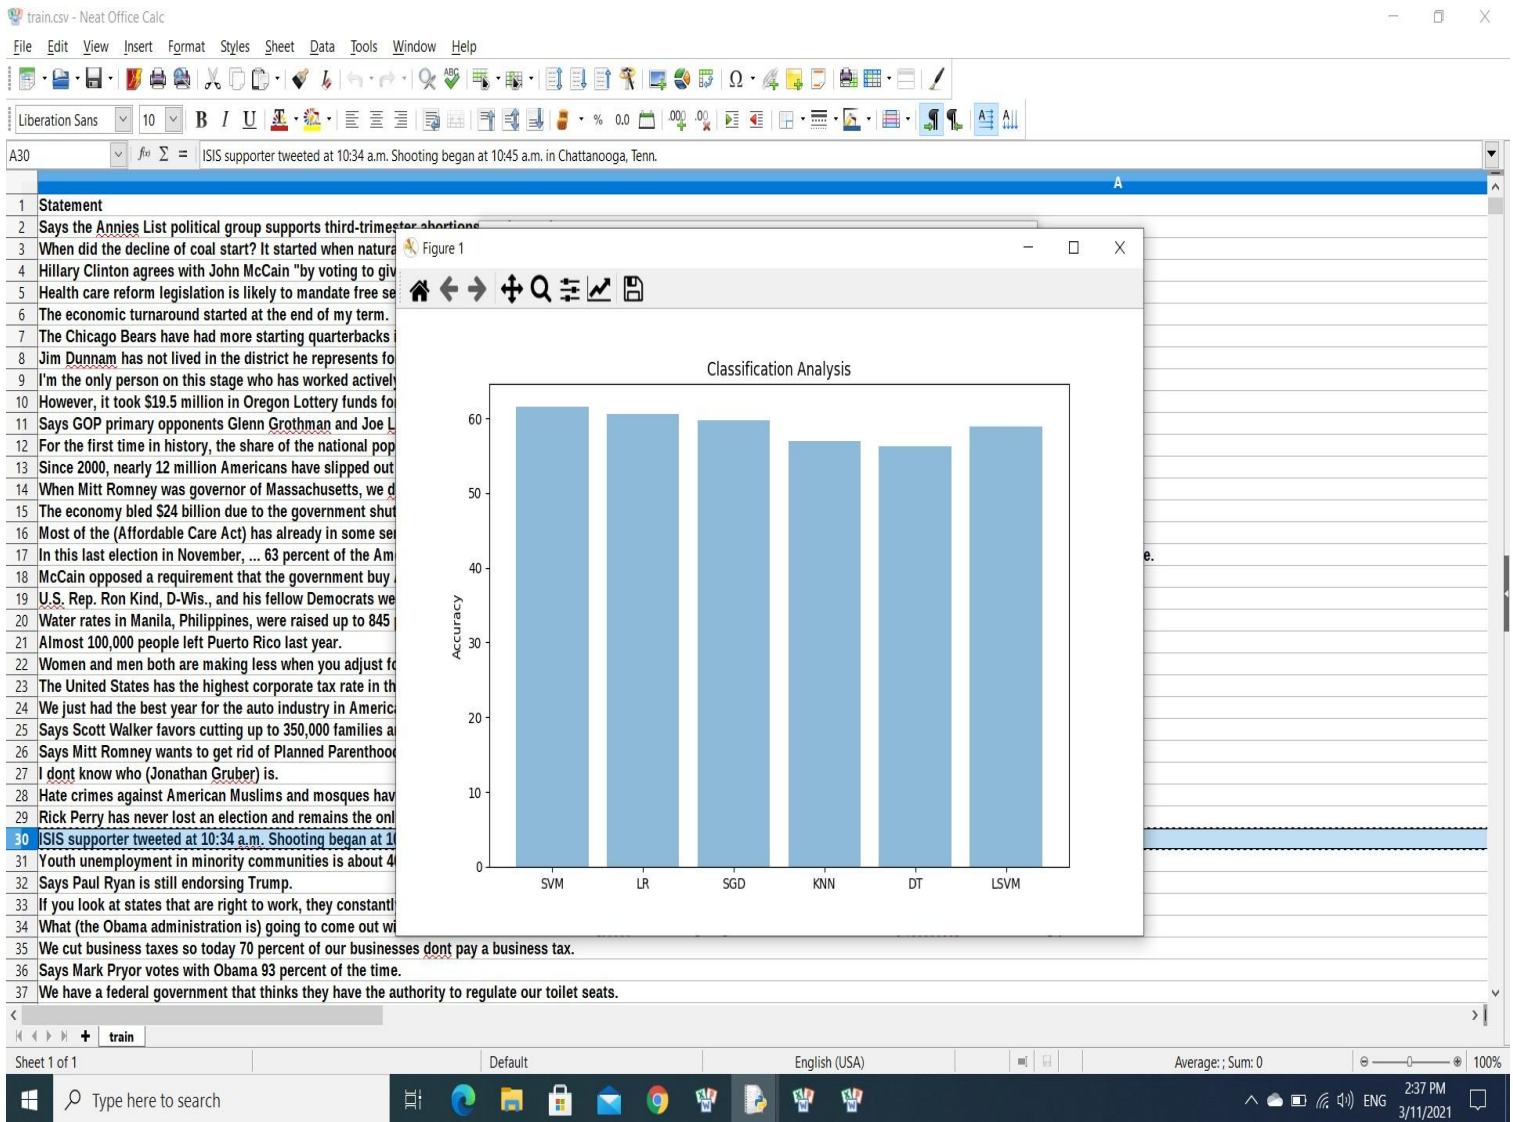 train.csv - Neat Office Calc
File Edit View Insert Format Styles Sheet Data Tools Window Help
Liberation Sans 10 B I U % 0.0
A30 f(x) Σ = ISIS supporter tweeted at 10:34 a.m. Shooting began at 10:45 a.m. in Chattanooga, Tenn.
A
1 Statement
2 Says the Annies List political group supports third-trimester abortions
3 When did the decline of coal start? It started when natura
4 Hillary Clinton agrees with John McCain "by voting to giv
5 Health care reform legislation is likely to mandate free se
6 The economic turnaround started at the end of my term.
7 The Chicago Bears have had more starting quarterbacks i
8 Jim Dunnam has not lived in the district he represents fo
9 I'm the only person on this stage who has worked actively
10 However, it took $19.5 million in Oregon Lottery funds fo
11 Says GOP primary opponents Glenn Grothman and Joe L
12 For the first time in history, the share of the national pop
13 Since 2000, nearly 12 million Americans have slipped out
14 When Mitt Romney was governor of Massachusetts, we d
15 The economy bled $24 billion due to the government shut
16 Most of the (Affordable Care Act) has already in some se
17 In this last election in November, ... 63 percent of the Am e.
18 McCain opposed a requirement that the government buy
19 U.S. Rep. Ron Kind, D-Wis., and his fellow Democrats we
20 Water rates in Manila, Philippines, were raised up to 845
21 Almost 100,000 people left Puerto Rico last year.
22 Women and men both are making less when you adjust fo
23 The United States has the highest corporate tax rate in th
24 We just had the best year for the auto industry in Americ
25 Says Scott Walker favors cutting up to 350,000 families a
26 Says Mitt Romney wants to get rid of Planned Parenthood
27 I dont know who (Jonathan Gruber) is.
28 Hate crimes against American Muslims and mosques hav
29 Rick Perry has never lost an election and remains the onl
30 ISIS supporter tweeted at 10:34 a.m. Shooting began at 10
31 Youth unemployment in minority communities is about 4
32 Says Paul Ryan is still endorsing Trump.
33 If you look at states that are right to work, they constantl
34 What (the Obama administration is) going to come out wi
35 We cut business taxes so today 70 percent of our businesses dont pay a business tax.
36 Says Mark Pryor votes with Obama 93 percent of the time.
37 We have a federal government that thinks they have the authority to regulate our toilet seats.
Figure 1
Classification Analysis
60
50
40
30
20
10
0
Accuracy
SVM LR SGD KNN DT LSVM
train
Sheet 1 of 1 Default English (USA) Average: ; Sum: 0 100%
Type here to search
ENG
2:37 PM
3/11/2021